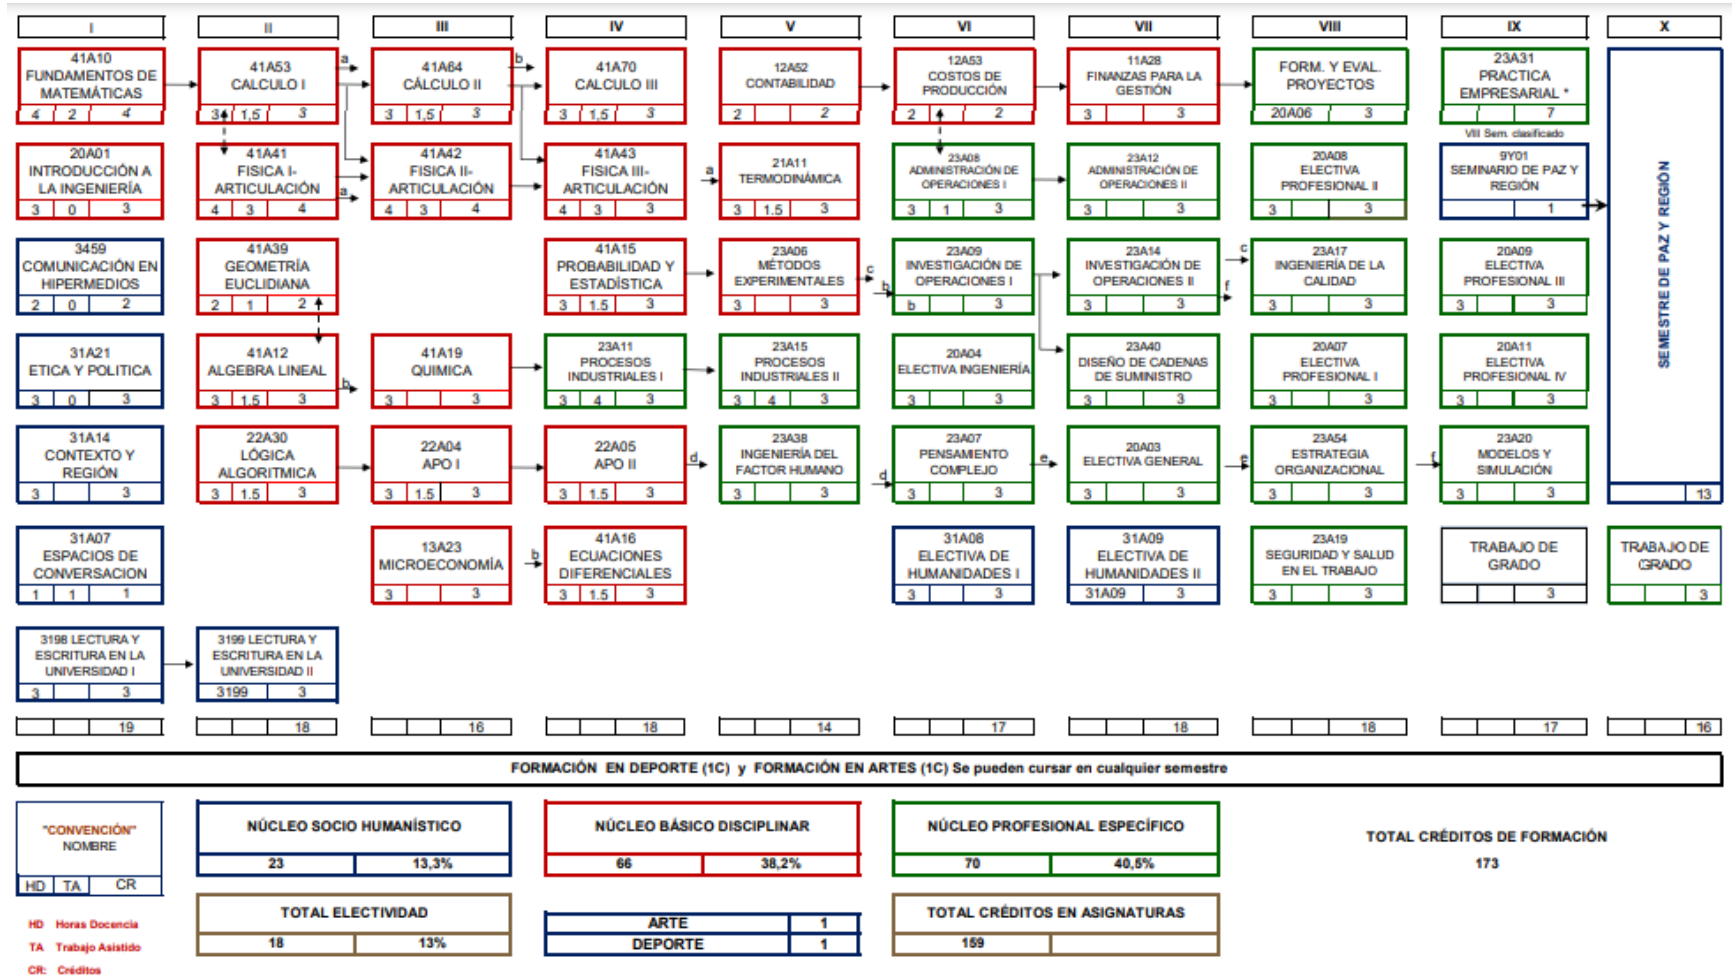 I II III IV V VI VII VIII IX X
41A10
FUNDAMENTOS DE
MATEMÁTICAS
4 2 4
41A53
CALCULO I
3 1,5 3
a
41A64
CÁLCULO II
3 1,5 3
b
41A70
CALCULO III
3 1,5 3
12A52
CONTABILIDAD
2 2
12A53
COSTOS DE
PRODUCCIÓN
2 2
11A28
FINANZAS PARA LA
GESTIÓN
3 3
FORM. Y EVAL.
PROYECTOS
20A06 3
23A31
PRACTICA
EMPRESARIAL *
7
VIII Sem. clasificado
SEMESTRE DE PAZ Y REGIÓN
13
20A01
INTRODUCCIÓN A
LA INGENIERÍA
3 0 3
41A41
FISICA I-
ARTICULACIÓN
4 3 4
a
41A42
FISICA II-
ARTICULACIÓN
4 3 4
41A43
FISICA III-
ARTICULACIÓN
4 3 3
a
21A11
TERMODINÁMICA
3 1.5 3
23A08
ADMINISTRACIÓN DE
OPERACIONES I
3 1 3
23A12
ADMINISTRACIÓN DE
OPERACIONES II
3 3
20A08
ELECTIVA
PROFESIONAL II
3 3
9Y01
SEMINARIO DE PAZ Y
REGIÓN
1
3459
COMUNICACIÓN EN
HIPERMEDIOS
2 0 2
41A39
GEOMETRÍA
EUCLIDIANA
2 1 2
41A15
PROBABILIDAD Y
ESTADÍSTICA
3 1.5 3
23A06
MÉTODOS
EXPERIMENTALES
3 3
c
b
23A09
INVESTIGACIÓN DE
OPERACIONES I
b 3
23A14
INVESTIGACIÓN DE
OPERACIONES II
3 3
c
f
23A17
INGENIERÍA DE LA
CALIDAD
3 3
20A09
ELECTIVA
PROFESIONAL III
3 3
31A21
ETICA Y POLITICA
3 0 3
41A12
ALGEBRA LINEAL
3 1.5 3
b
41A19
QUIMICA
3 3
23A11
PROCESOS
INDUSTRIALES I
3 4 3
23A15
PROCESOS
INDUSTRIALES II
3 4 3
20A04
ELECTIVA INGENIERÍA
3 3
23A40
DISEÑO DE CADENAS
DE SUMINISTRO
3 3
20A07
ELECTIVA
PROFESIONAL I
3 3
20A11
ELECTIVA
PROFESIONAL IV
3 3
31A14
CONTEXTO Y
REGIÓN
3 3
22A30
LÓGICA
ALGORITMICA
3 1.5 3
22A04
APO I
3 1.5 3
22A05
APO II
3 1.5 3
d
23A38
INGENIERÍA DEL
FACTOR HUMANO
3 3
d
23A07
PENSAMIENTO
COMPLEJO
3 3
e
20A03
ELECTIVA GENERAL
3 3
e
23A54
ESTRATEGIA
ORGANIZACIONAL
3 3
f
23A20
MODELOS Y
SIMULACIÓN
3 3
31A07
ESPACIOS DE
CONVERSACION
1 1 1
13A23
MICROECONOMÍA
3 3
b
41A16
ECUACIONES
DIFERENCIALES
3 1.5 3
31A08
ELECTIVA DE
HUMANIDADES I
3 3
31A09
ELECTIVA DE
HUMANIDADES II
31A09 3
23A19
SEGURIDAD Y SALUD
EN EL TRABAJO
3 3
TRABAJO DE
GRADO
3
TRABAJO DE
GRADO
3
3198 LECTURA Y
ESCRITURA EN LA
UNIVERSIDAD I
3 3
3199 LECTURA Y
ESCRITURA EN LA
UNIVERSIDAD II
3199 3
19 18 16 18 14 17 18 18 17 16
FORMACIÓN EN DEPORTE (1C) y FORMACIÓN EN ARTES (1C) Se pueden cursar en cualquier semestre
"CONVENCIÓN"
NOMBRE
HD TA CR
NÚCLEO SOCIO HUMANÍSTICO
23 13,3%
NÚCLEO BÁSICO DISCIPLINAR
66 38,2%
NÚCLEO PROFESIONAL ESPECÍFICO
70 40,5%
TOTAL CRÉDITOS DE FORMACIÓN
173
TOTAL ELECTIVIDAD
18 13%
ARTE 1
DEPORTE 1
TOTAL CRÉDITOS EN ASIGNATURAS
159
HD Horas Docencia
TA Trabajo Asistido
CR: Créditos